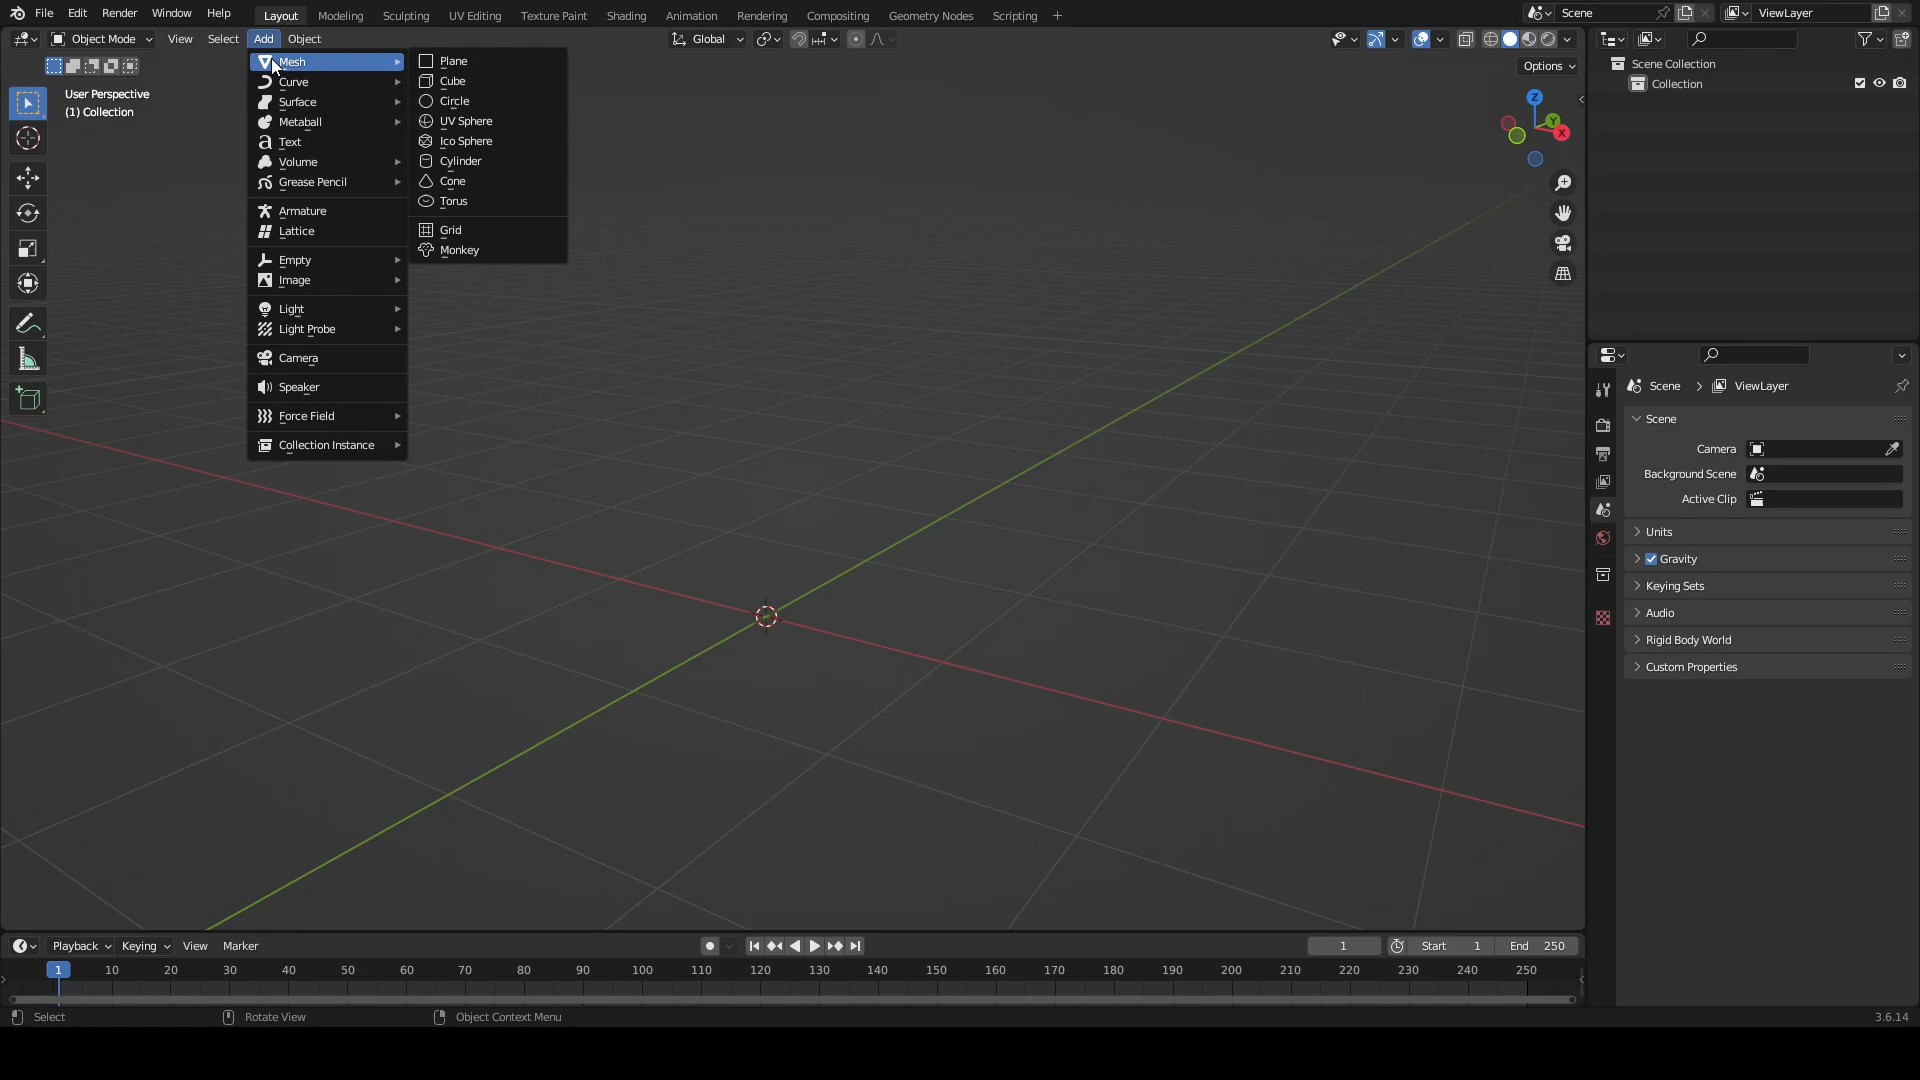 File Edit Render Window Help Layout Modeling Sculpting UV Editing Texture Paint Shading Animation Rendering Compositing Geometry Nodes Scripting + Scene ViewLayer
Object Mode View Select Add Object Global
Options
User Perspective
(1) Collection
Mesh
Curve
Surface
Metaball
Text
Volume
Grease Pencil
Armature
Lattice
Empty
Image
Light
Light Probe
Camera
Speaker
Force Field
Collection Instance
Plane
Cube
Circle
UV Sphere
Ico Sphere
Cylinder
Cone
Torus
Grid
Monkey
Z
Y
X
Scene Collection
Collection
Scene > ViewLayer
Scene
Camera
Background Scene
Active Clip
Units
Gravity
Keying Sets
Audio
Rigid Body World
Custom Properties
Playback Keying View Marker 1 Start 1 End 250
1 10 20 30 40 50 60 70 80 90 100 110 120 130 140 150 160 170 180 190 200 210 220 230 240 250
Select Rotate View Object Context Menu 3.6.14